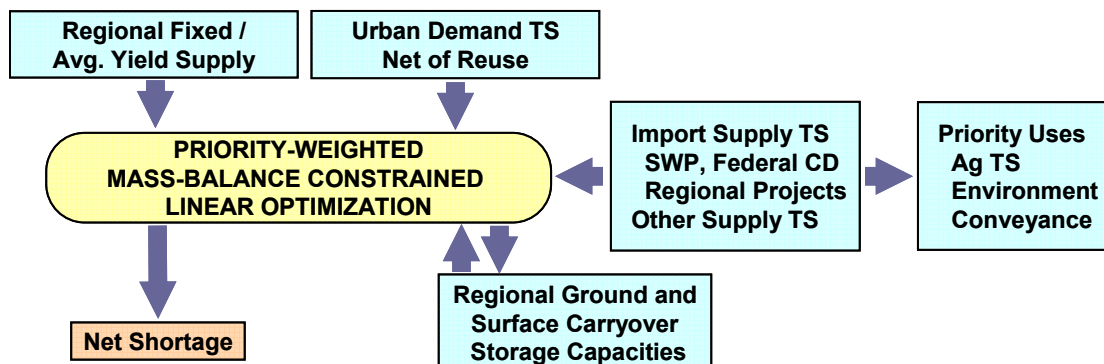 Regional Fixed /
Avg. Yield Supply
Urban Demand TS
Net of Reuse
PRIORITY-WEIGHTED
MASS-BALANCE CONSTRAINED
LINEAR OPTIMIZATION
Import Supply TS
SWP, Federal CD
Regional Projects
Other Supply TS
Priority Uses
Ag TS
Environment
Conveyance
Net Shortage
Regional Ground and
Surface Carryover
Storage Capacities